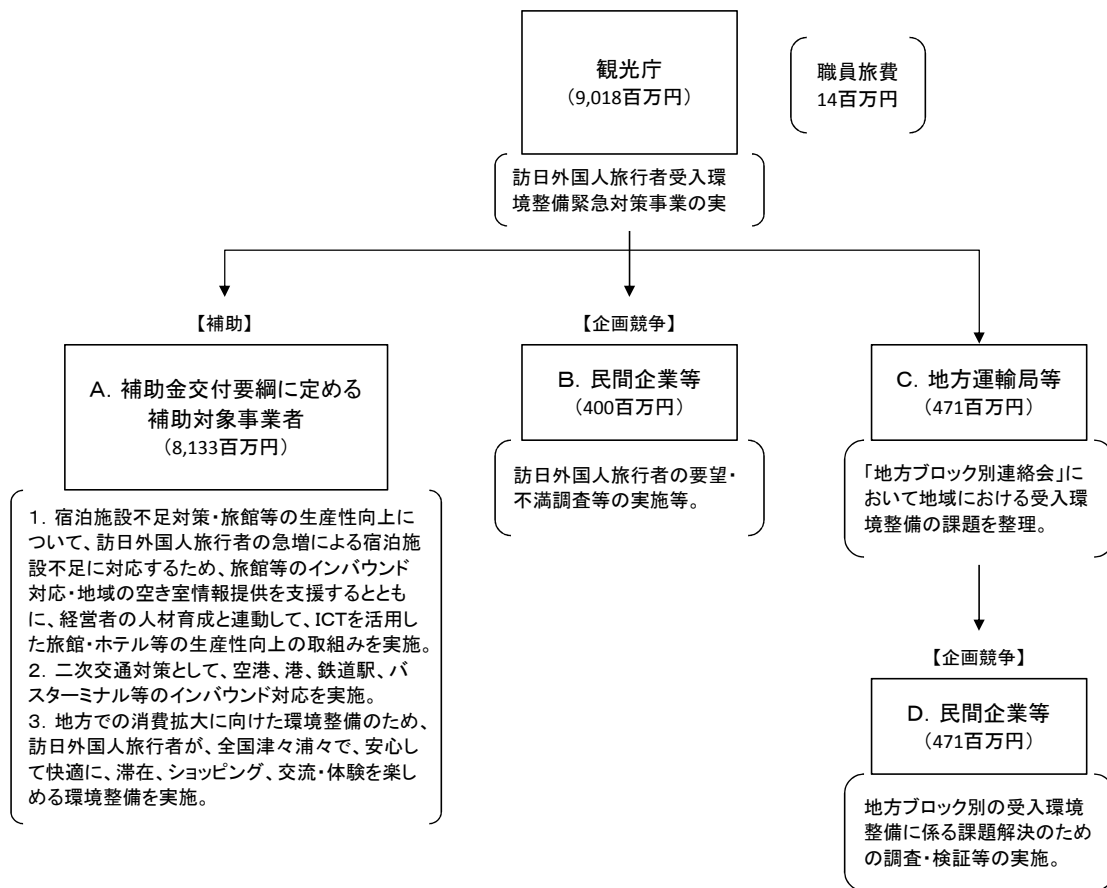 観光庁
（9,018百万円）
職員旅費
14百万円
訪日外国人旅行者受入環
境整備緊急対策事業の実
【補助】
A．補助金交付要綱に定める
補助対象事業者
（8,133百万円）
1．宿泊施設不足対策・旅館等の生産性向上に
ついて、訪日外国人旅行者の急増による宿泊施
設不足に対応するため、旅館等のインバウンド
対応・地域の空き室情報提供を支援するととも
に、経営者の人材育成と連動して、ICTを活用し
た旅館・ホテル等の生産性向上の取組みを実施。
2．二次交通対策として、空港、港、鉄道駅、バ
スターミナル等のインバウンド対応を実施。
3．地方での消費拡大に向けた環境整備のため、
訪日外国人旅行者が、全国津々浦々で、安心し
て快適に、滞在、ショッピング、交流・体験を楽し
める環境整備を実施。
【企画競争】
B．民間企業等
（400百万円）
訪日外国人旅行者の要望・
不満調査等の実施等。
C．地方運輸局等
（471百万円）
「地方ブロック別連絡会」に
おいて地域における受入環
境整備の課題を整理。
【企画競争】
D．民間企業等
（471百万円）
地方ブロック別の受入環境
整備に係る課題解決のため
の調査・検証等の実施。